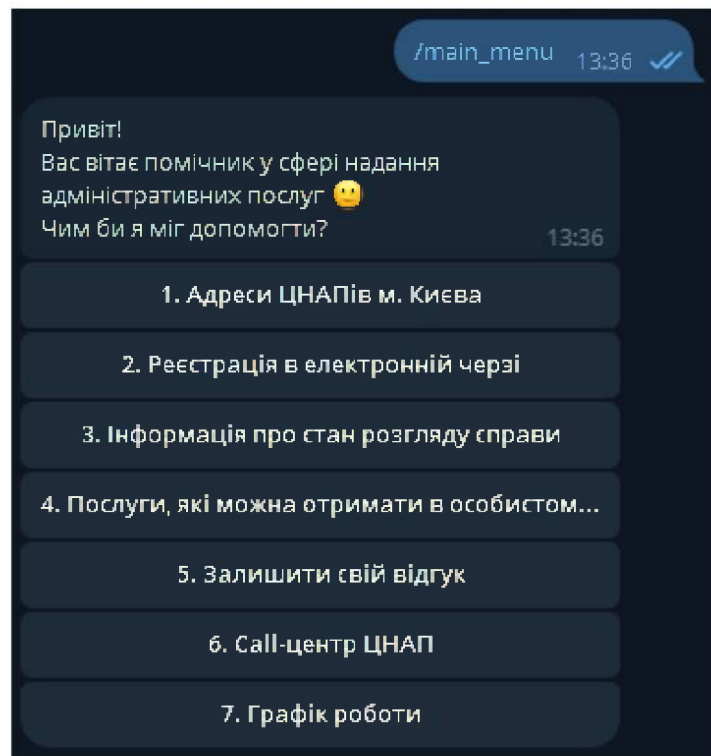 /main_menu 13:36
Привіт!
Вас вітає помічник у сфері надання
адміністративних послуг 🙂
Чим би я міг допомогти?
13:36
1. Адреси ЦНАПів м. Києва
2. Реєстрація в електронній черзі
3. Інформація про стан розгляду справи
4. Послуги, які можна отримати в особистом...
5. Залишити свій відгук
6. Call-центр ЦНАП
7. Графік роботи